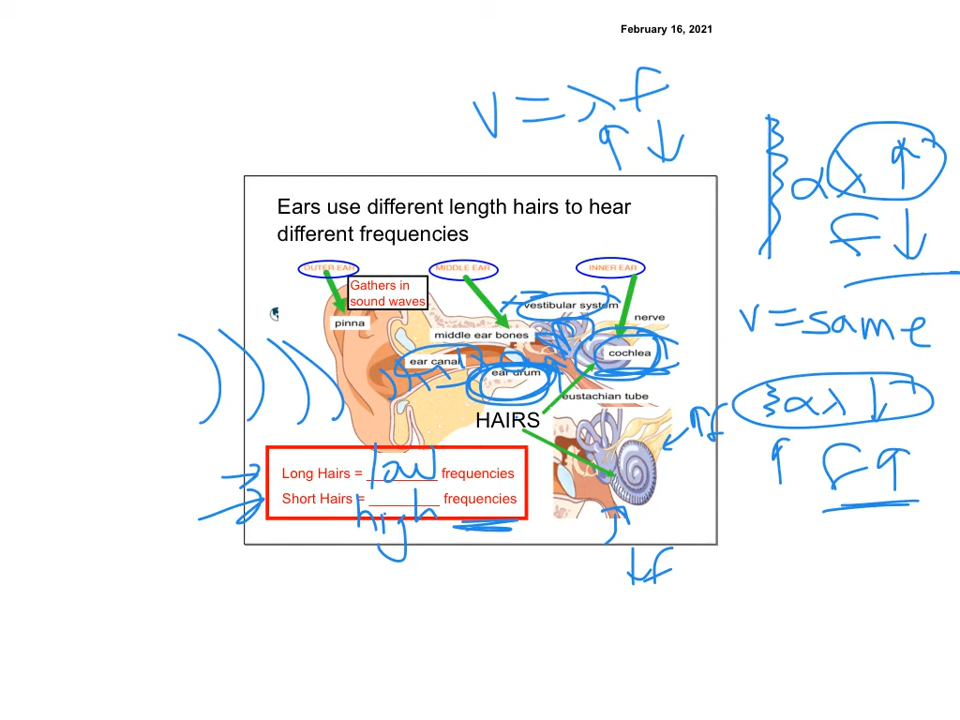 February 16, 2021
v = λf
↑ ↓
αλ ↑
f ↓
Ears use different length hairs to hear
different frequencies
OUTER EAR
MIDDLE EAR
INNER EAR
Gathers in
sound waves
vestibular system
nerve
pinna
middle ear bones
v = same
cochlea
ear canal
ear drum
eustachian tube
αλ ↓
HAIRS
↑f
f ↑
Long Hairs = low frequencies
Short Hairs = high frequencies
↓f